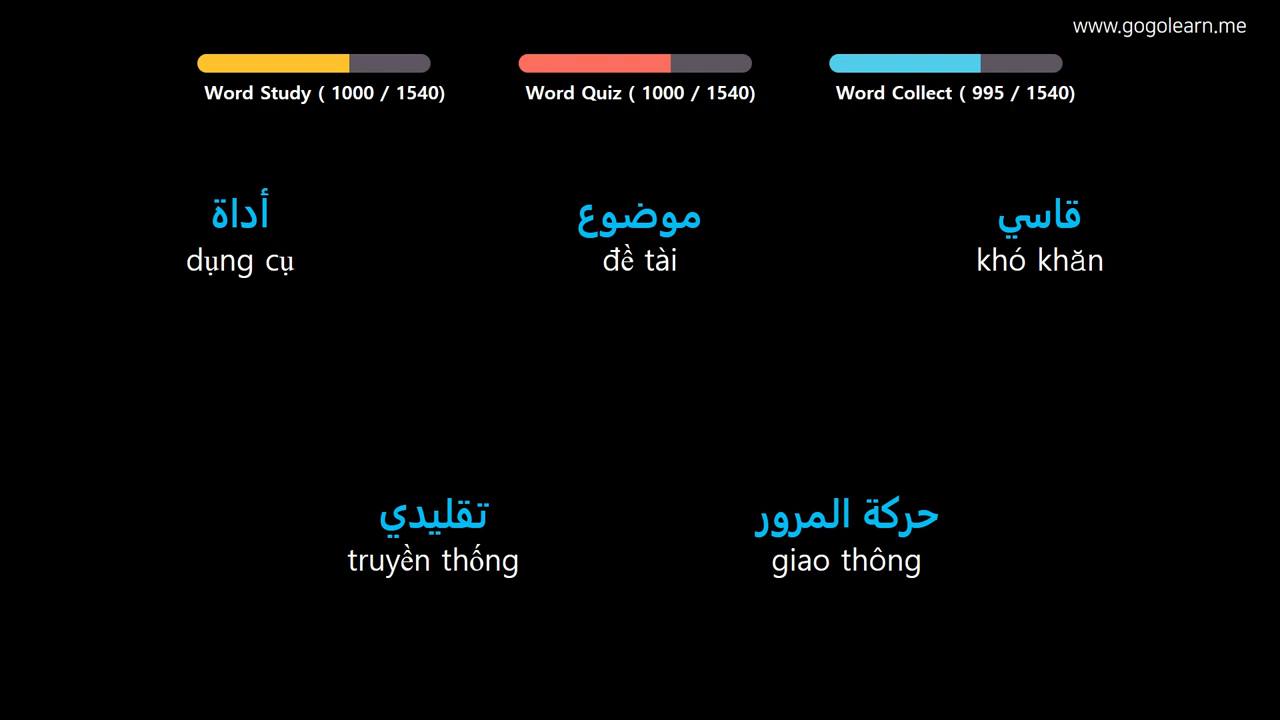 www.gogolearn.me
Word Study ( 1000 / 1540)
Word Quiz ( 1000 / 1540)
Word Collect ( 995 / 1540)
أداة
dụng cụ
موضوع
đề tài
قاسي
khó khăn
تقليدي
truyền thống
حركة المرور
giao thông